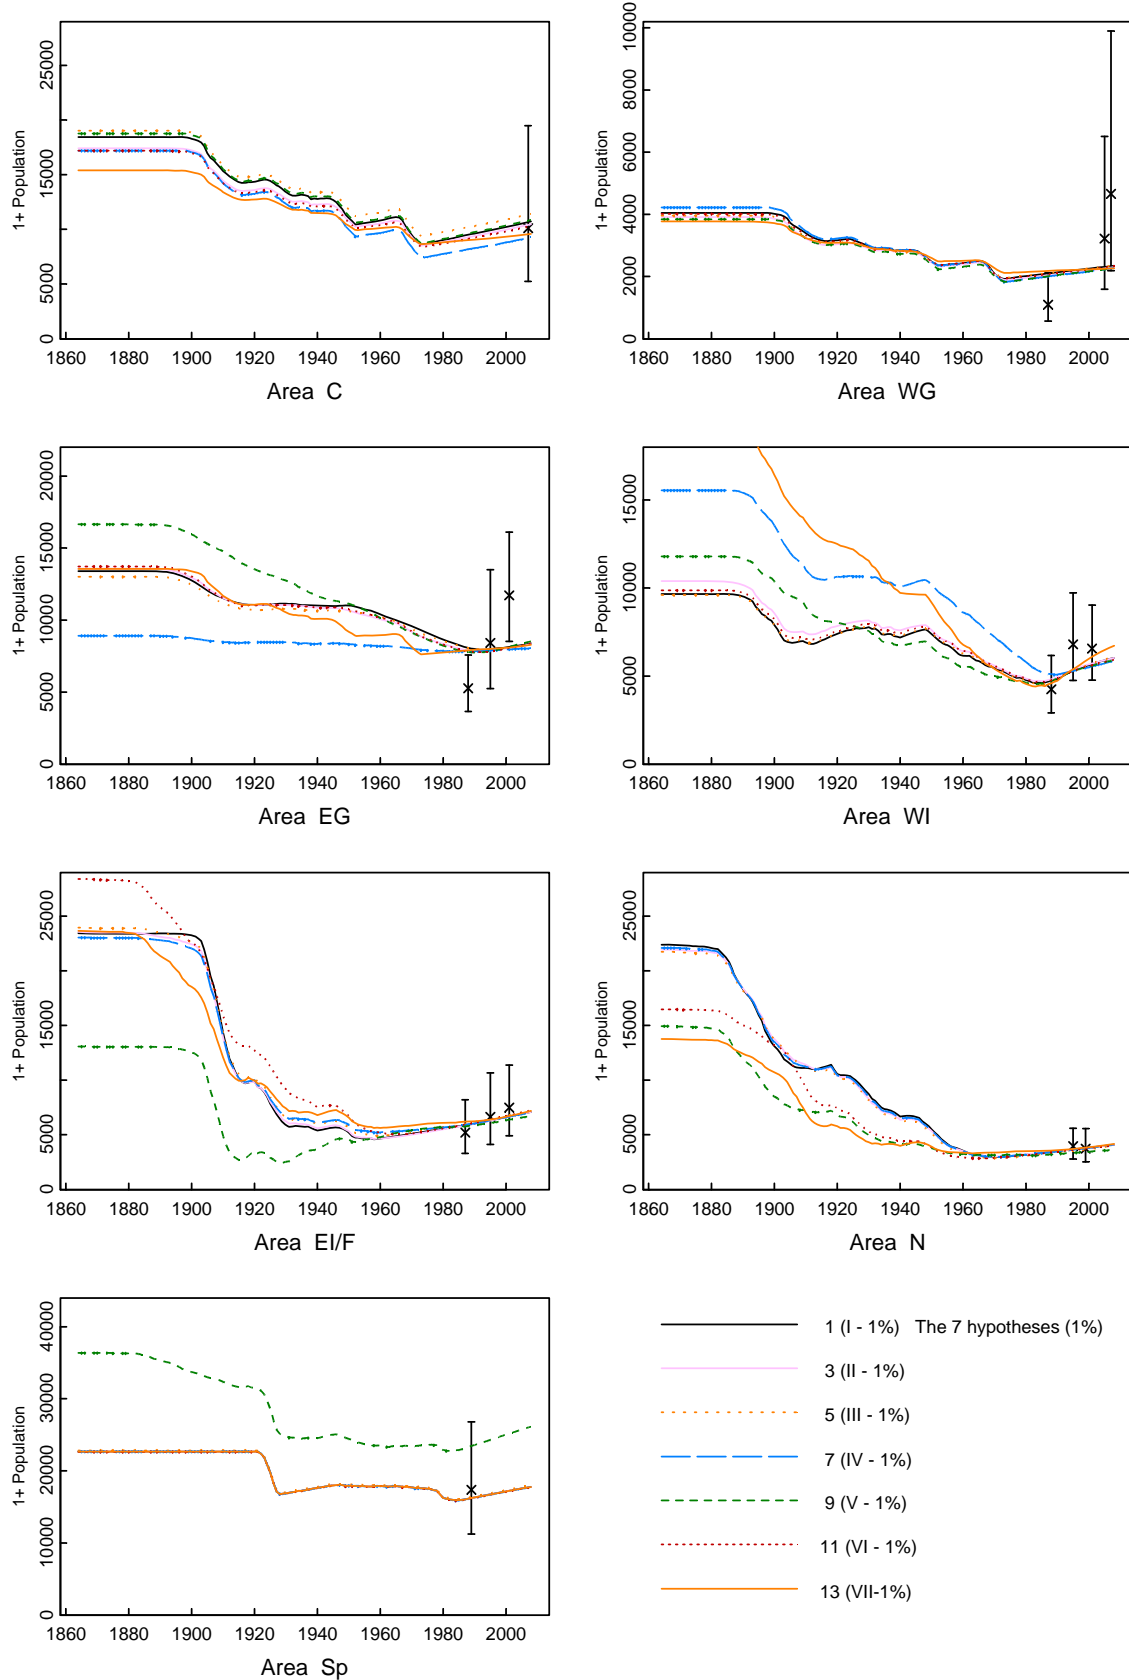 1+ Population
0 5000 15000 25000
1860 1880 1900 1920 1940 1960 1980 2000
Area C
1+ Population
0 2000 4000 6000 8000 10000
1860 1880 1900 1920 1940 1960 1980 2000
Area WG
1+ Population
0 5000 10000 15000 20000
1860 1880 1900 1920 1940 1960 1980 2000
Area EG
1+ Population
0 5000 10000 15000
1860 1880 1900 1920 1940 1960 1980 2000
Area WI
1+ Population
0 5000 15000 25000
1860 1880 1900 1920 1940 1960 1980 2000
Area EI/F
1+ Population
0 5000 15000 25000
1860 1880 1900 1920 1940 1960 1980 2000
Area N
1+ Population
0 10000 20000 30000 40000
1860 1880 1900 1920 1940 1960 1980 2000
Area Sp
1 (I - 1%) The 7 hypotheses (1%)
3 (II - 1%)
5 (III - 1%)
7 (IV - 1%)
9 (V - 1%)
11 (VI - 1%)
13 (VII-1%)